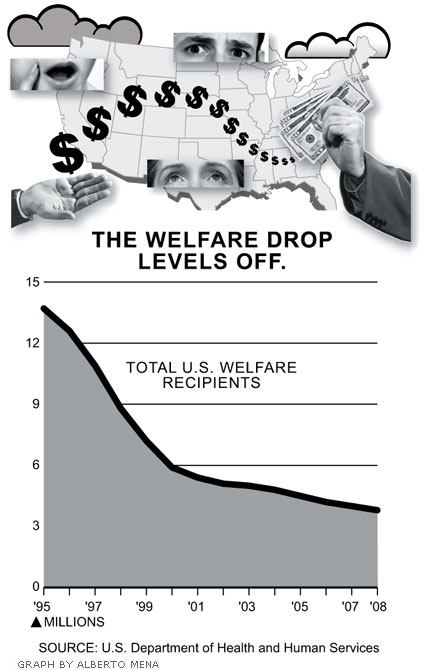 $ $ $ $ $ $ $ $ $ $ $ $ $ $
THE WELFARE DROP
LEVELS OFF.
15
12
TOTAL U.S. WELFARE
RECIPIENTS
9
6
3
0
'95 '97 '99 '01 '03 '05 '07 '08
▲MILLIONS
SOURCE: U.S. Department of Health and Human Services
GRAPH BY ALBERTO MENA